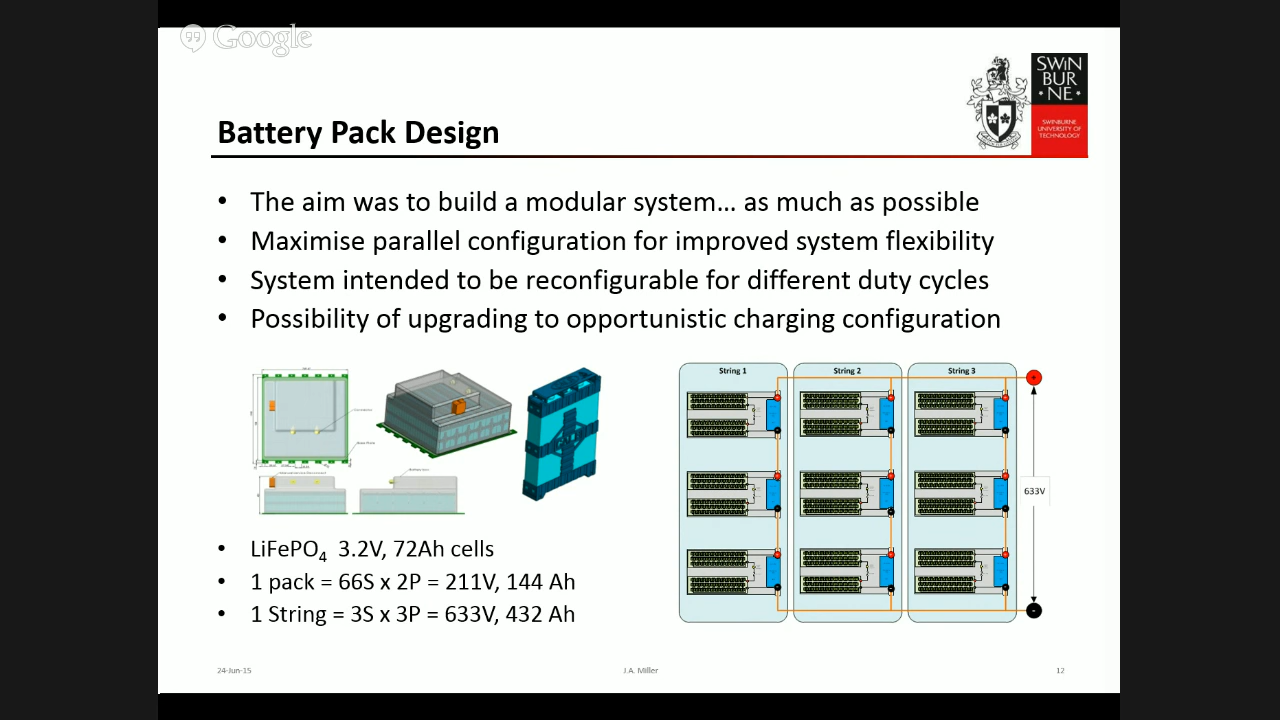 Google
SWIN
BUR
NE
SWINBURNE
UNIVERSITY OF
TECHNOLOGY
Battery Pack Design
• The aim was to build a modular system… as much as possible
• Maximise parallel configuration for improved system flexibility
• System intended to be reconfigurable for different duty cycles
• Possibility of upgrading to opportunistic charging configuration
String 1
String 2
String 3
+
633V
-
• LiFePO₄ 3.2V, 72Ah cells
• 1 pack = 66S x 2P = 211V, 144 Ah
• 1 String = 3S x 3P = 633V, 432 Ah
24-Jun-15
J.A. Miller
12